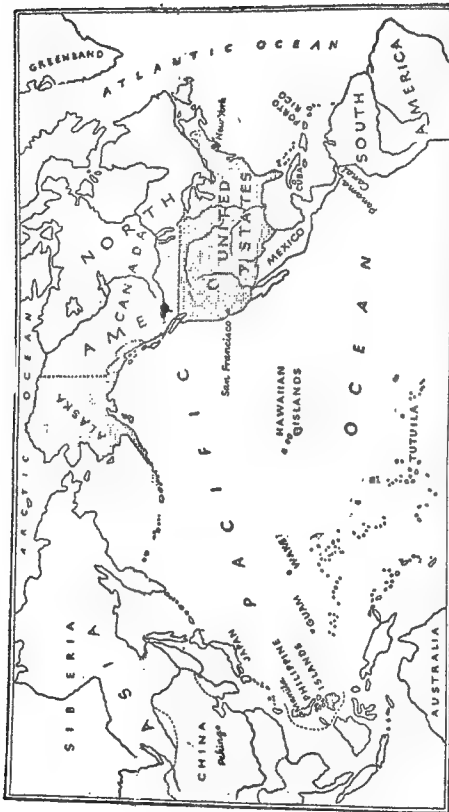 GREENLAND
ATLANTIC OCEAN
ARCTIC OCEAN
NORTH
AMERICA
CANADA
ALASKA
SIBERIA
ASIA
UNITED
STATES
New York
San Francisco
MEXICO
CUBA
PORTO
RICO
Panama
Canal
SOUTH
AMERICA
PACIFIC
OCEAN
HAWAIIAN
ISLANDS
JAPAN
CHINA
Peking
PHILIPPINE
ISLANDS
Manila
GUAM
WAKE
TUTUILA
AUSTRALIA